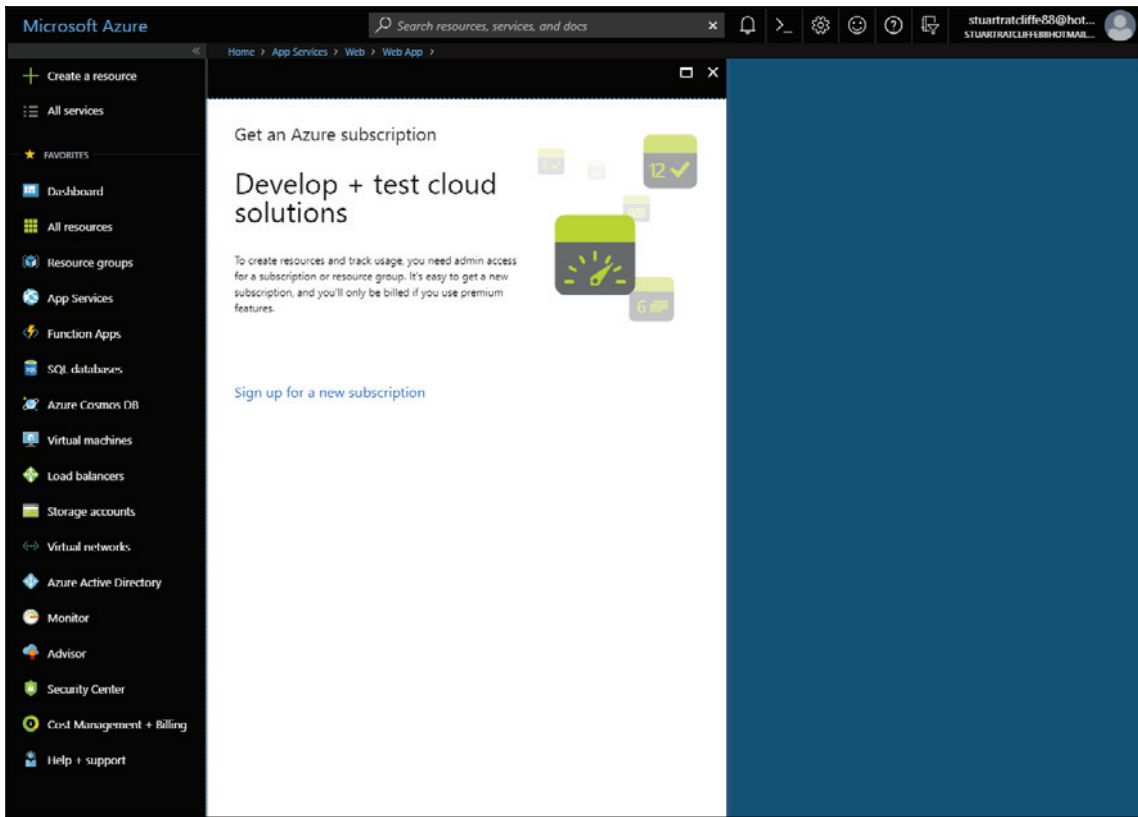 Microsoft Azure
Search resources, services, and docs
stuartratcliffe88@hot...
STUARTRATCLIFFE88HOTMAIL...
Home > App Services > Web > Web App >
Create a resource
All services
FAVORITES
Dashboard
All resources
Resource groups
App Services
Function Apps
SQL databases
Azure Cosmos DB
Virtual machines
Load balancers
Storage accounts
Virtual networks
Azure Active Directory
Monitor
Advisor
Security Center
Cost Management + Billing
Help + support
Get an Azure subscription
Develop + test cloud
solutions
To create resources and track usage, you need admin access
for a subscription or resource group. It's easy to get a new
subscription, and you'll only be billed if you use premium
features.
Sign up for a new subscription
12
6